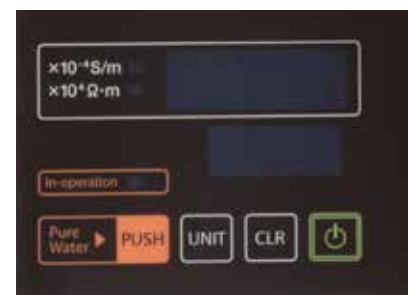 ×10⁻⁴S/m
×10⁴Ω·m
In-operation
Pure
Water
PUSH
UNIT
CLR